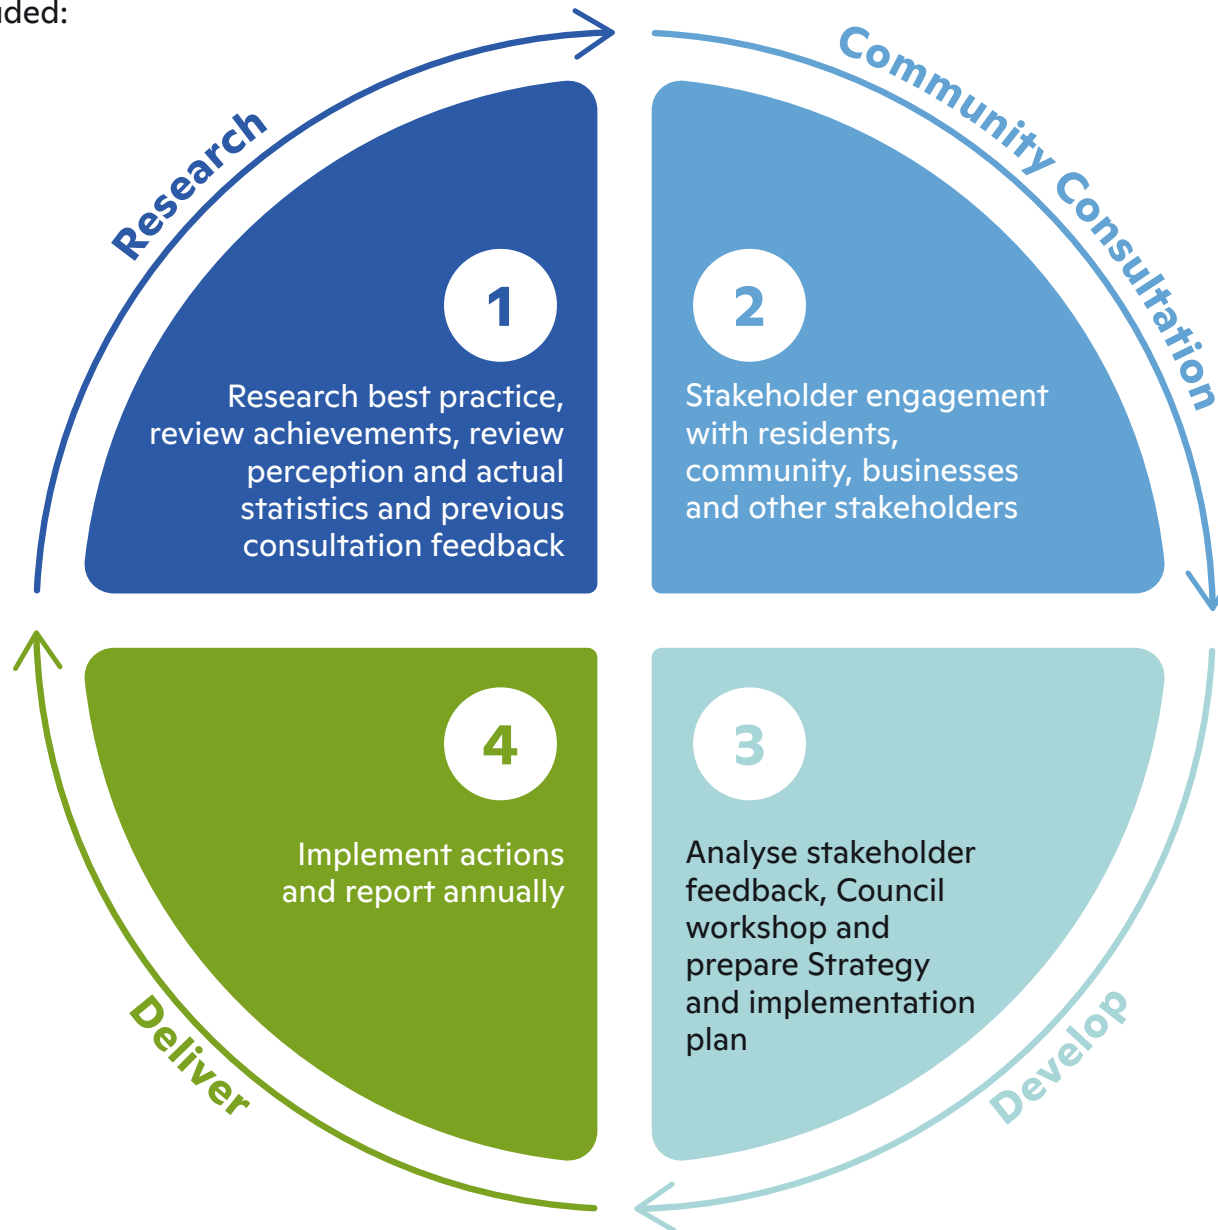 Research
1
Research best practice,
review achievements, review
perception and actual
statistics and previous
consultation feedback
Community Consultation
2
Stakeholder engagement
with residents,
community, businesses
and other stakeholders
3
Analyse stakeholder
feedback, Council
workshop and
prepare Strategy
and implementation
plan
Develop
4
Implement actions
and report annually
Deliver